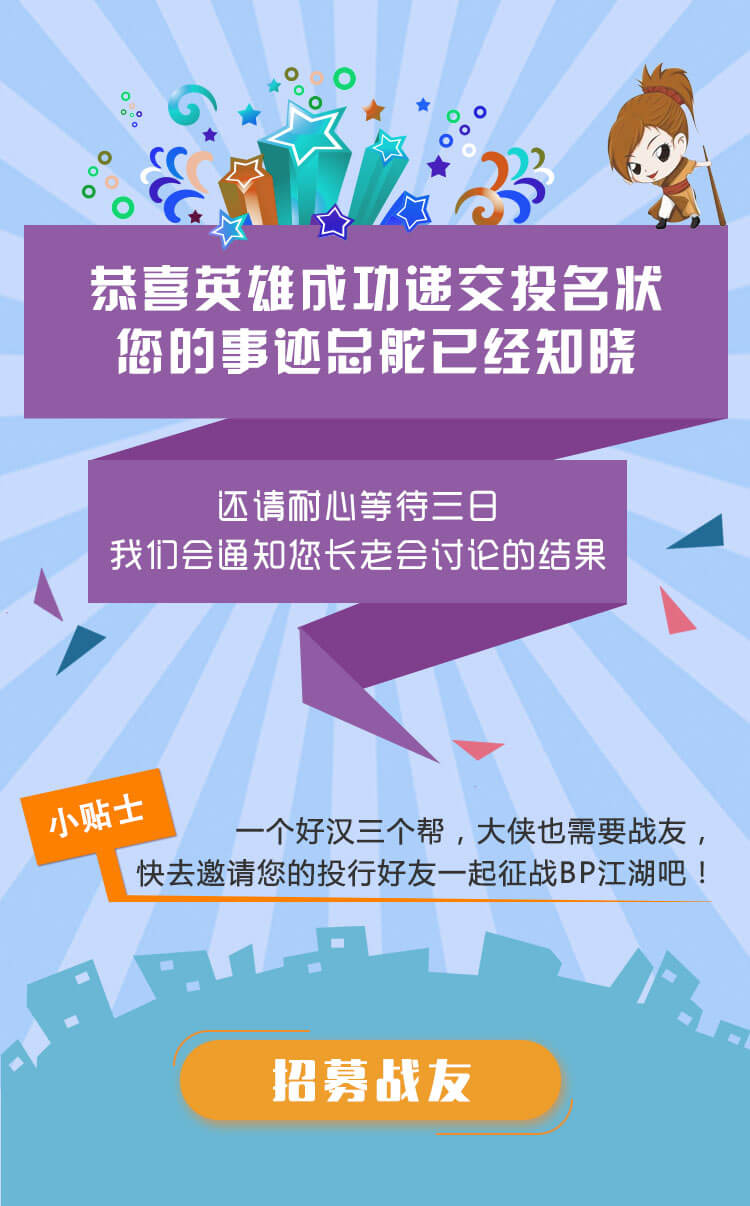 恭喜英雄成功递交投名状
您的事迹总舵已经知晓
还请耐心等待三日
我们会通知您长老会讨论的结果
小贴士
一个好汉三个帮，大侠也需要战友，
快去邀请您的投行好友一起征战BP江湖吧！
招募战友